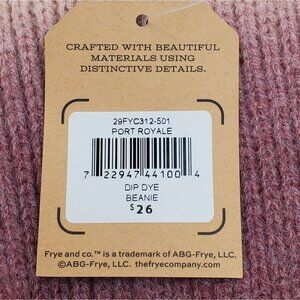 CRAFTED WITH BEAUTIFUL
MATERIALS USING
DISTINCTIVE DETAILS.
29FYC312-501
PORT ROYALE
7 22947 44100 4
DIP DYE
BEANIE
$26
Frye and co.™ is a trademark of ABG-Frye, LLC.
©ABG-Frye, LLC. thefryecompany.com